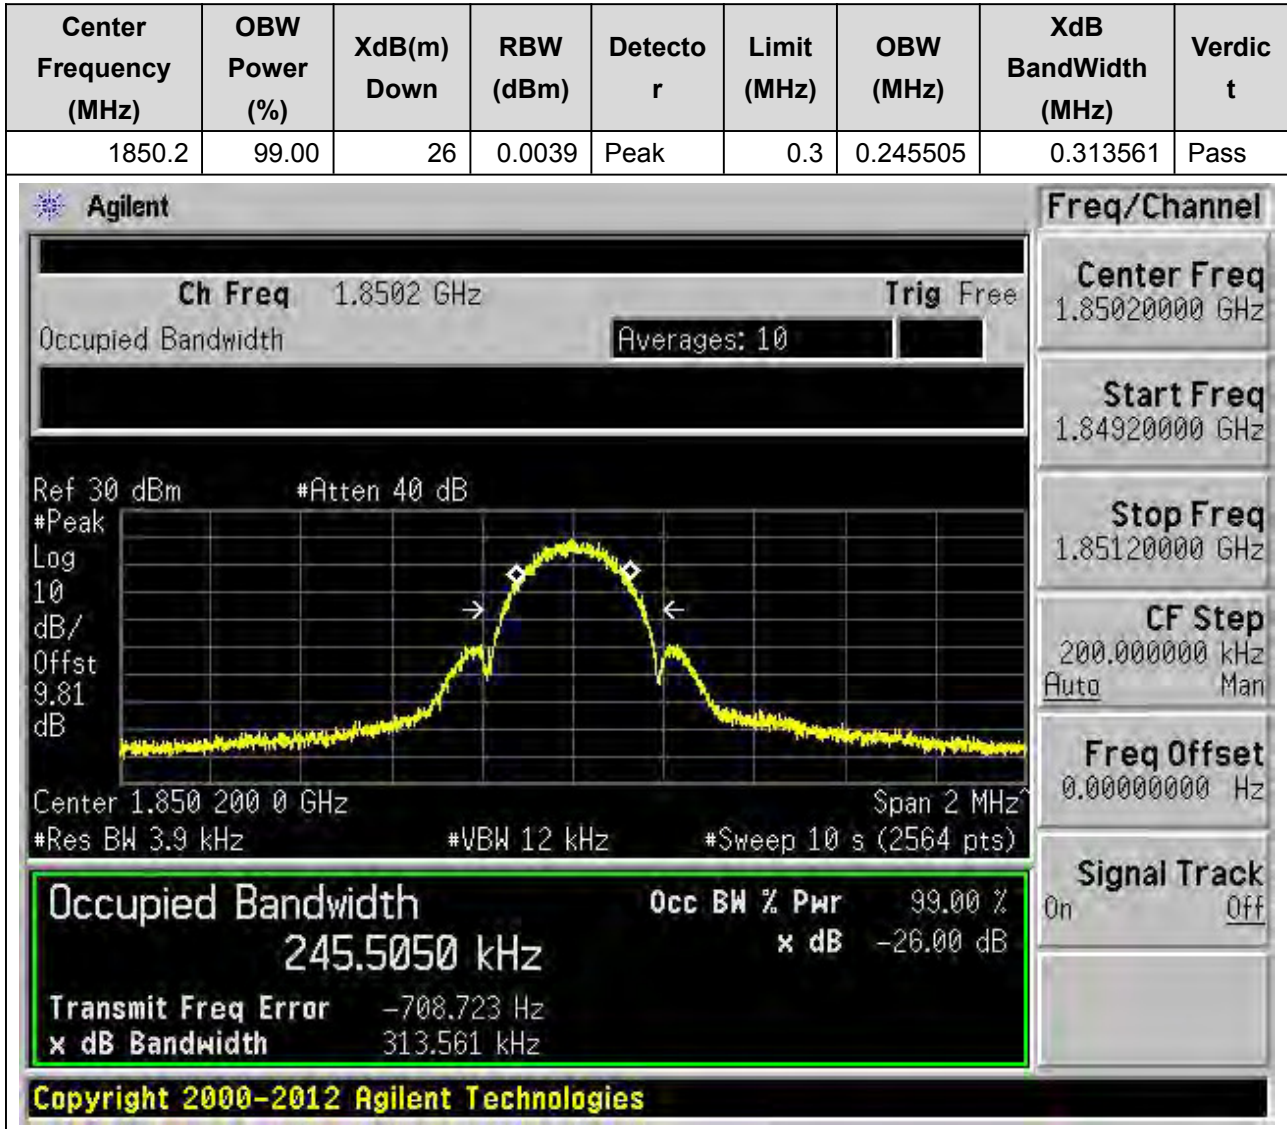 Center Frequency (MHz) OBW Power (%) XdB(m) Down RBW (dBm) Detecto r Limit (MHz) OBW (MHz) XdB BandWidth (MHz) Verdic t
1850.2 99.00 26 0.0039 Peak 0.3 0.245505 0.313561 Pass
Agilent
Freq/Channel
Ch Freq 1.8502 GHz Trig Free
Occupied Bandwidth Averages: 10
Center Freq
1.85020000 GHz
Start Freq
1.84920000 GHz
Stop Freq
1.85120000 GHz
CF Step
200.000000 kHz
Auto Man
Freq Offset
0.00000000 Hz
Signal Track
On Off
Ref 30 dBm #Atten 40 dB
#Peak
Log
10
dB/
Offst
9.81
dB
Center 1.850 200 0 GHz Span 2 MHz^
#Res BW 3.9 kHz #VBW 12 kHz #Sweep 10 s (2564 pts)
Occupied Bandwidth Occ BW % Pwr 99.00 %
245.5050 kHz x dB -26.00 dB
Transmit Freq Error -708.723 Hz
x dB Bandwidth 313.561 kHz
Copyright 2000-2012 Agilent Technologies